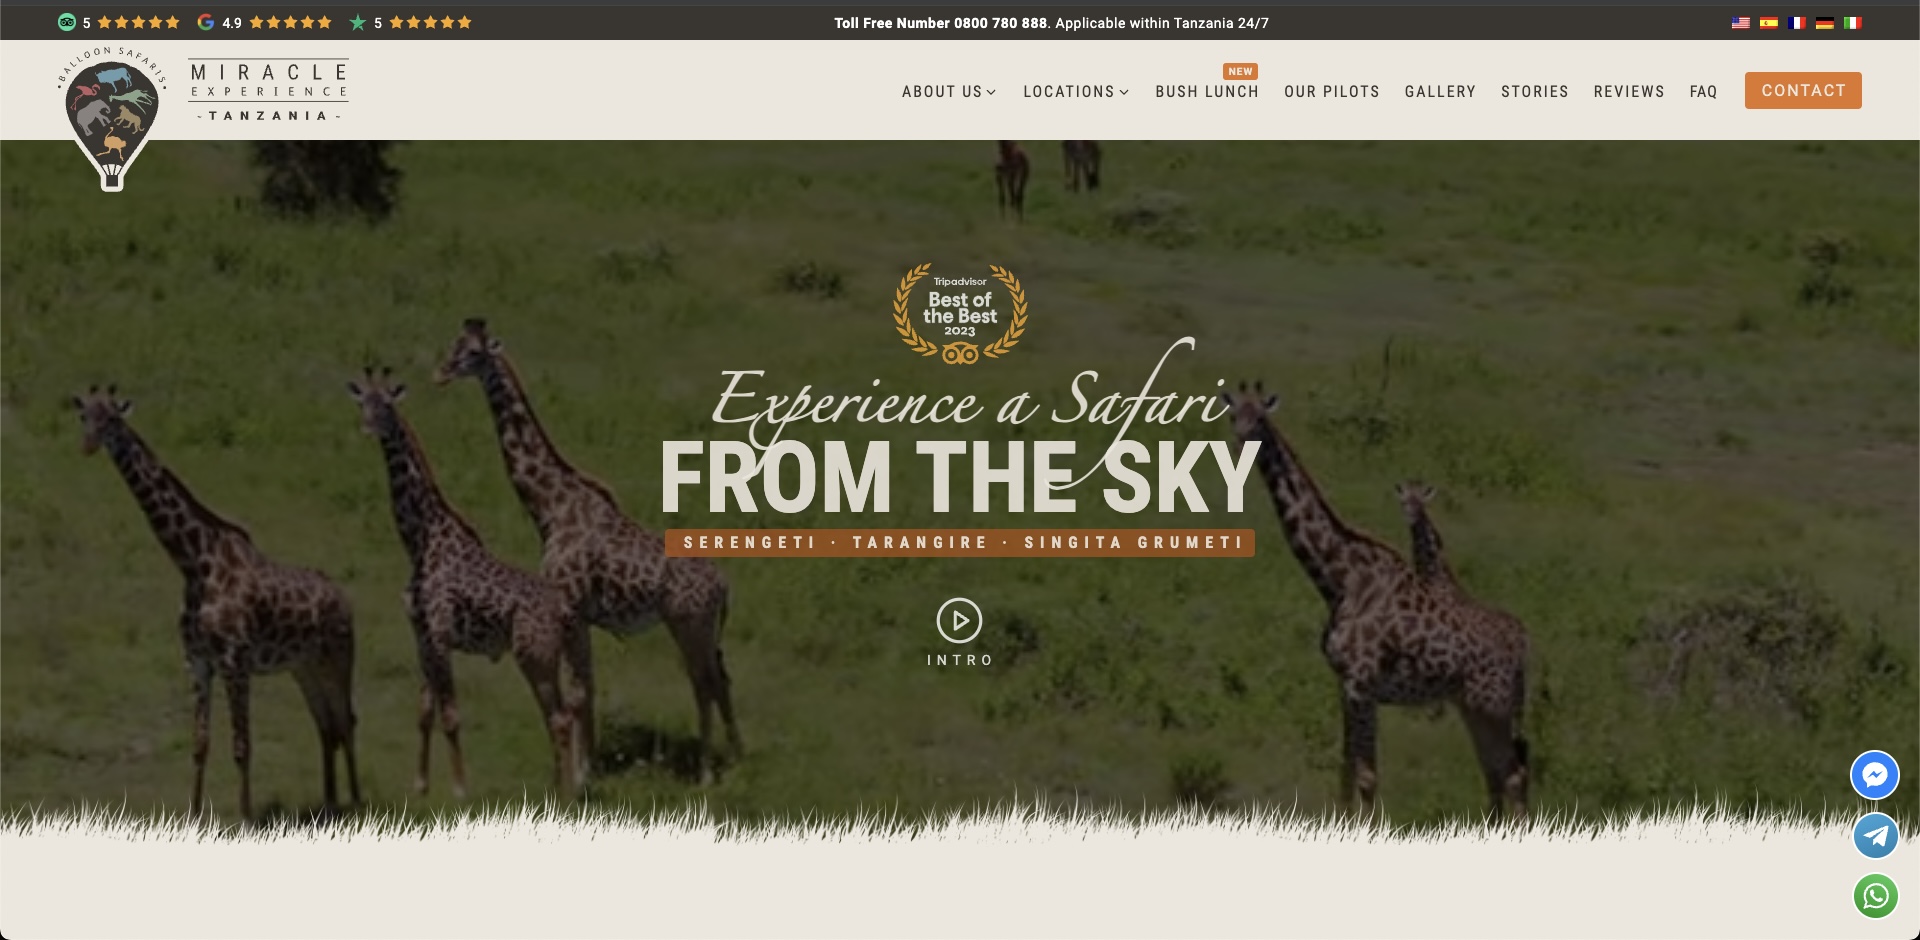 5
4.9
5
Toll Free Number 0800 780 888. Applicable within Tanzania 24/7
BALLOON SAFARIS
MIRACLE
EXPERIENCE
- TANZANIA -
ABOUT US
LOCATIONS
NEW
BUSH LUNCH
OUR PILOTS
GALLERY
STORIES
REVIEWS
FAQ
CONTACT
Tripadvisor
Best of
the Best
2023
Experience a Safari
FROM THE SKY
SERENGETI · TARANGIRE · SINGITA GRUMETI
INTRO